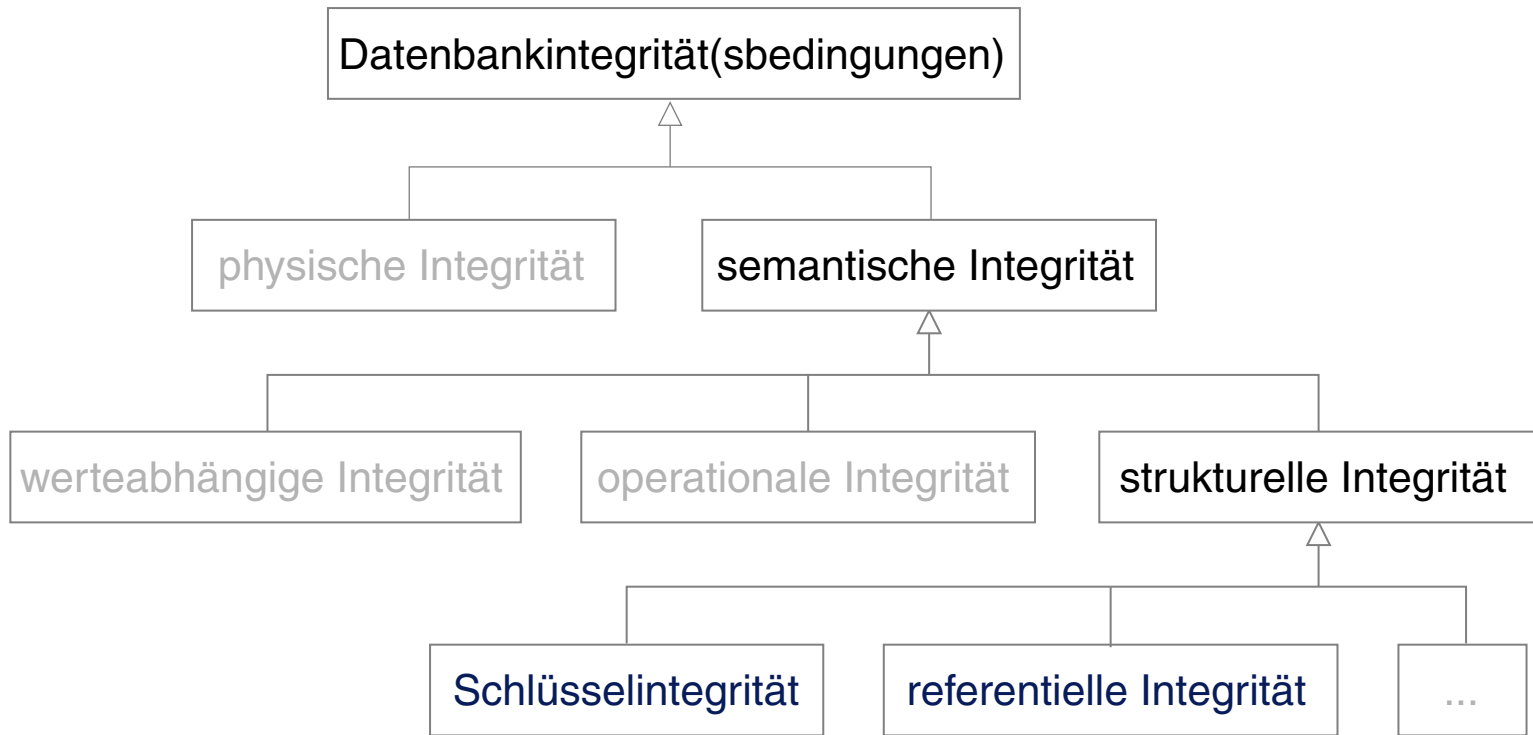 Datenbankintegrität(sbedingungen)
physische Integrität
semantische Integrität
werteabhängige Integrität
operationale Integrität
strukturelle Integrität
Schlüsselintegrität
referentielle Integrität
...